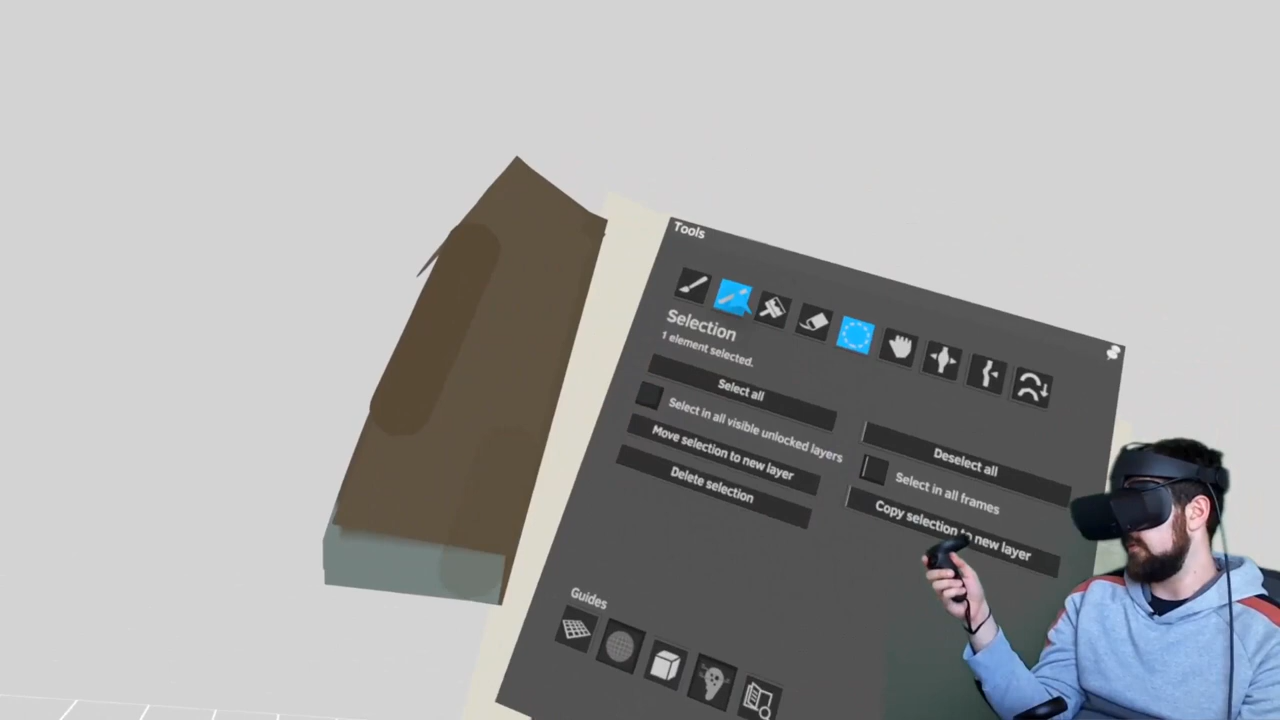 Tools
Selection
1 element selected.
Select all
Select in all visible unlocked layers
Move selection to new layer
Delete selection
Deselect all
Select in all frames
Copy selection to new layer
Guides